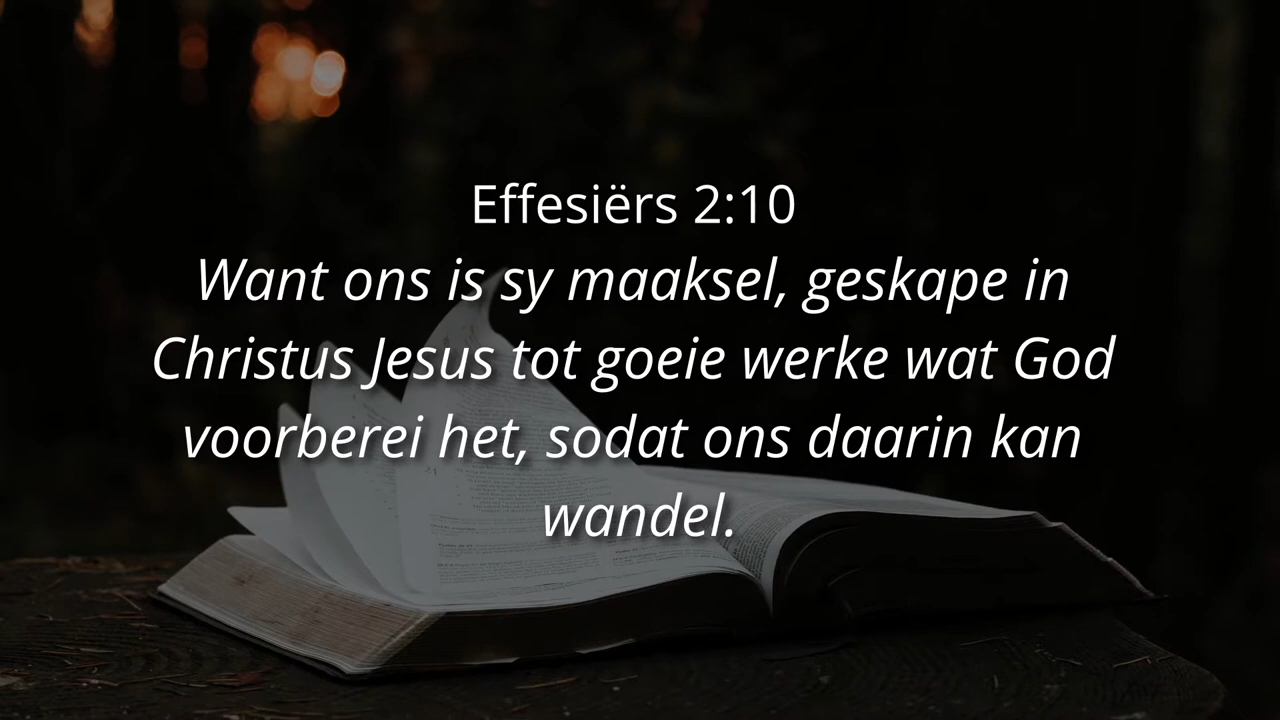 Effesiërs 2:10
Want ons is sy maaksel, geskape in
Christus Jesus tot goeie werke wat God
voorberei het, sodat ons daarin kan
wandel.